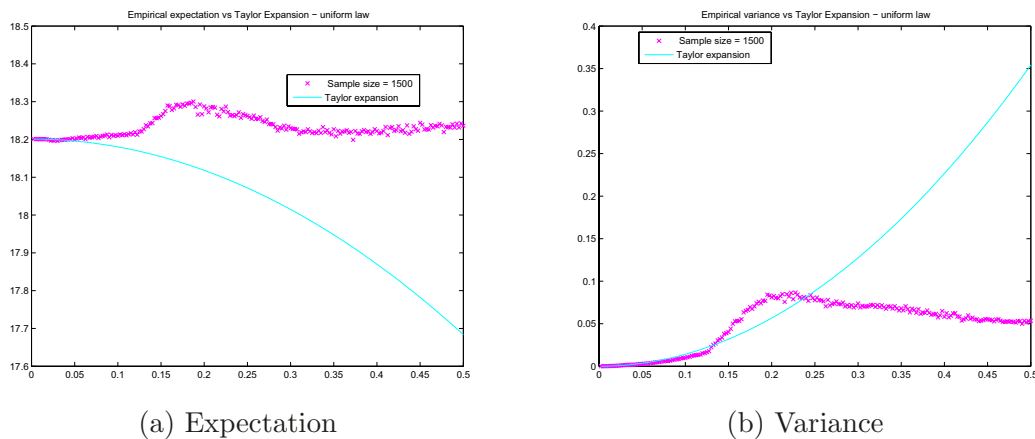 Empirical expectation vs Taylor Expansion − uniform law
18.5
18.4
18.3
18.2
18.1
18
17.9
17.8
17.7
17.6
0 0.05 0.1 0.15 0.2 0.25 0.3 0.35 0.4 0.45 0.5
Sample size = 1500
Taylor expansion
(a) Expectation
Empirical variance vs Taylor Expansion − uniform law
0.4
0.35
0.3
0.25
0.2
0.15
0.1
0.05
0
0 0.05 0.1 0.15 0.2 0.25 0.3 0.35 0.4 0.45 0.5
Sample size = 1500
Taylor expansion
(b) Variance